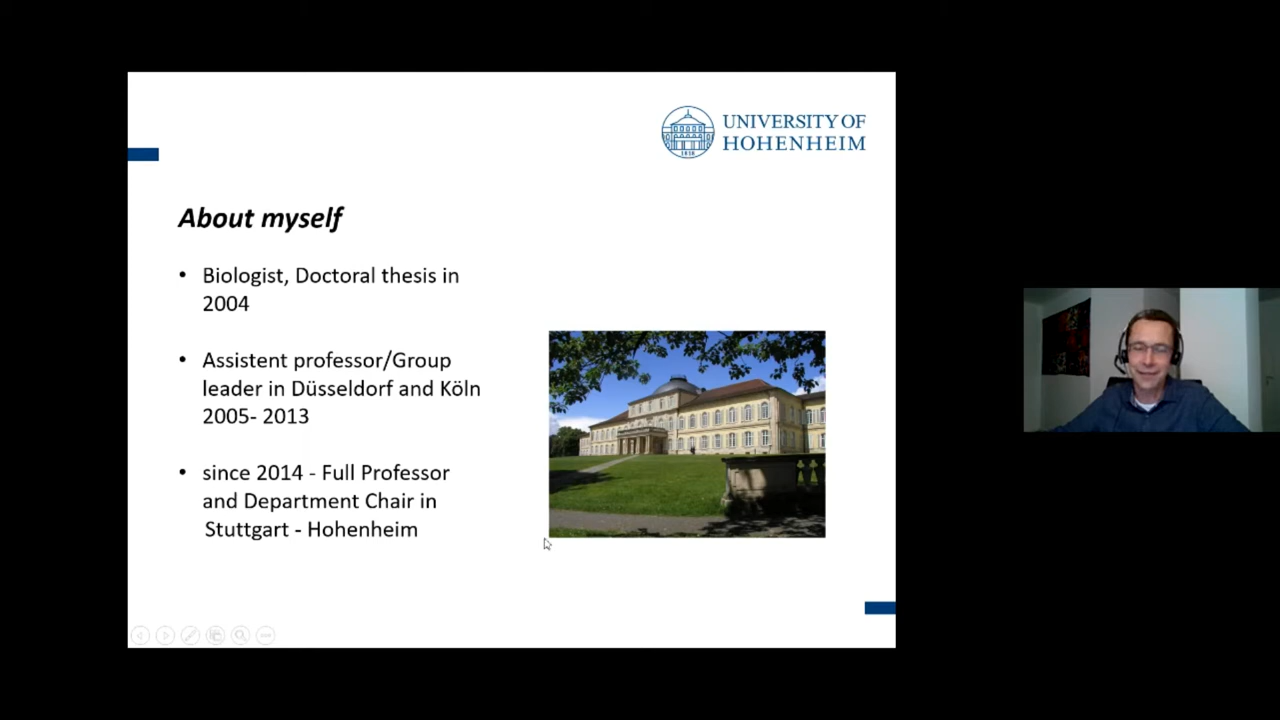 UNIVERSITY OF
HOHENHEIM
1818
About myself
• Biologist, Doctoral thesis in
2004
• Assistent professor/Group
leader in Düsseldorf and Köln
2005- 2013
• since 2014 - Full Professor
and Department Chair in
Stuttgart - Hohenheim